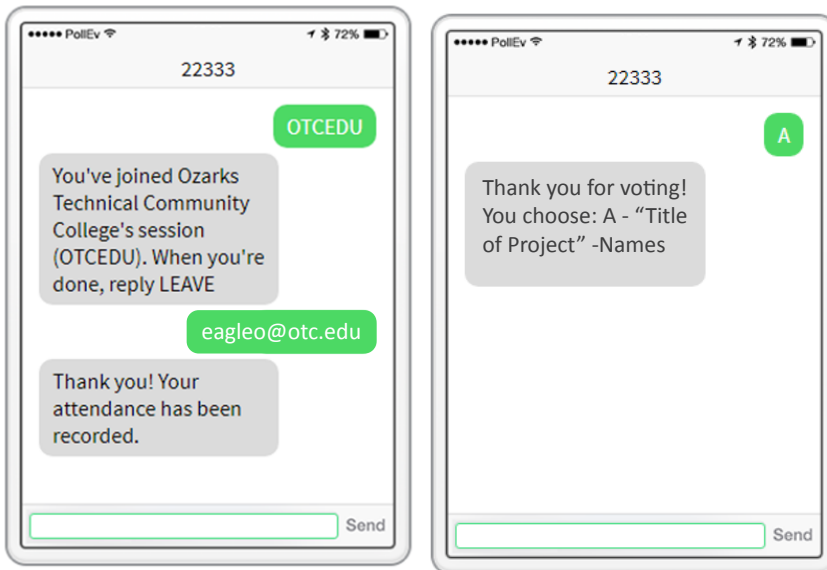 PollEv 72%
22333
OTCEDU
You've joined Ozarks
Technical Community
College's session
(OTCEDU). When you're
done, reply LEAVE
eagleo@otc.edu
Thank you! Your
attendance has been
recorded.
Send
PollEv 72%
22333
A
Thank you for voting!
You choose: A - “Title
of Project” -Names
Send